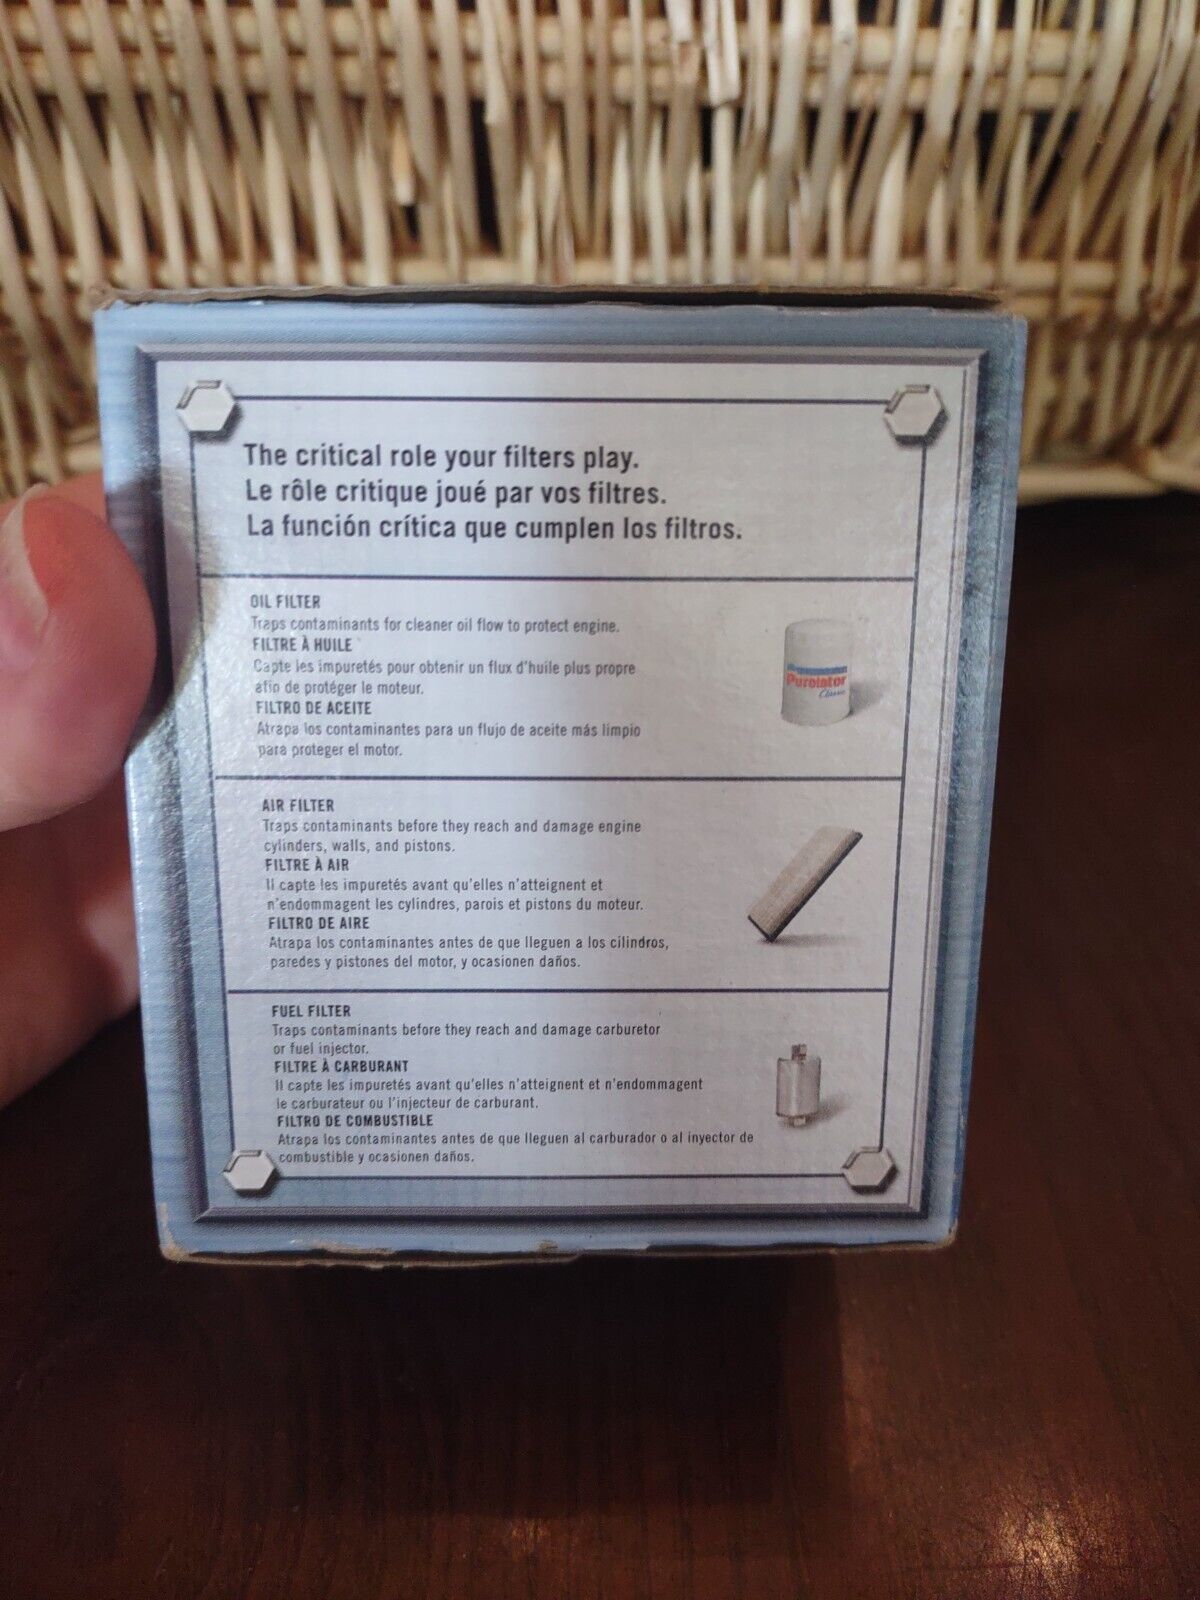 The critical role your filters play.
Le rôle critique joué par vos filtres.
La función crítica que cumplen los filtros.
OIL FILTER
Traps contaminants for cleaner oil flow to protect engine.
FILTRE À HUILE
Capte les impuretés pour obtenir un flux d'huile plus propre
afin de protéger le moteur.
FILTRO DE ACEITE
Atrapa los contaminantes para un flujo de aceite más limpio
para proteger el motor.
Purolator
Classic
AIR FILTER
Traps contaminants before they reach and damage engine
cylinders, walls, and pistons.
FILTRE À AIR
Il capte les impuretés avant qu'elles n'atteignent et
n'endommagent les cylindres, parois et pistons du moteur.
FILTRO DE AIRE
Atrapa los contaminantes antes de que lleguen a los cilindros,
paredes y pistones del motor, y ocasionen daños.
FUEL FILTER
Traps contaminants before they reach and damage carburetor
or fuel injector.
FILTRE À CARBURANT
Il capte les impuretés avant qu'elles n'atteignent et n'endommagent
le carburateur ou l'injecteur de carburant.
FILTRO DE COMBUSTIBLE
Atrapa los contaminantes antes de que lleguen al carburador o al inyector de
combustible y ocasionen daños.